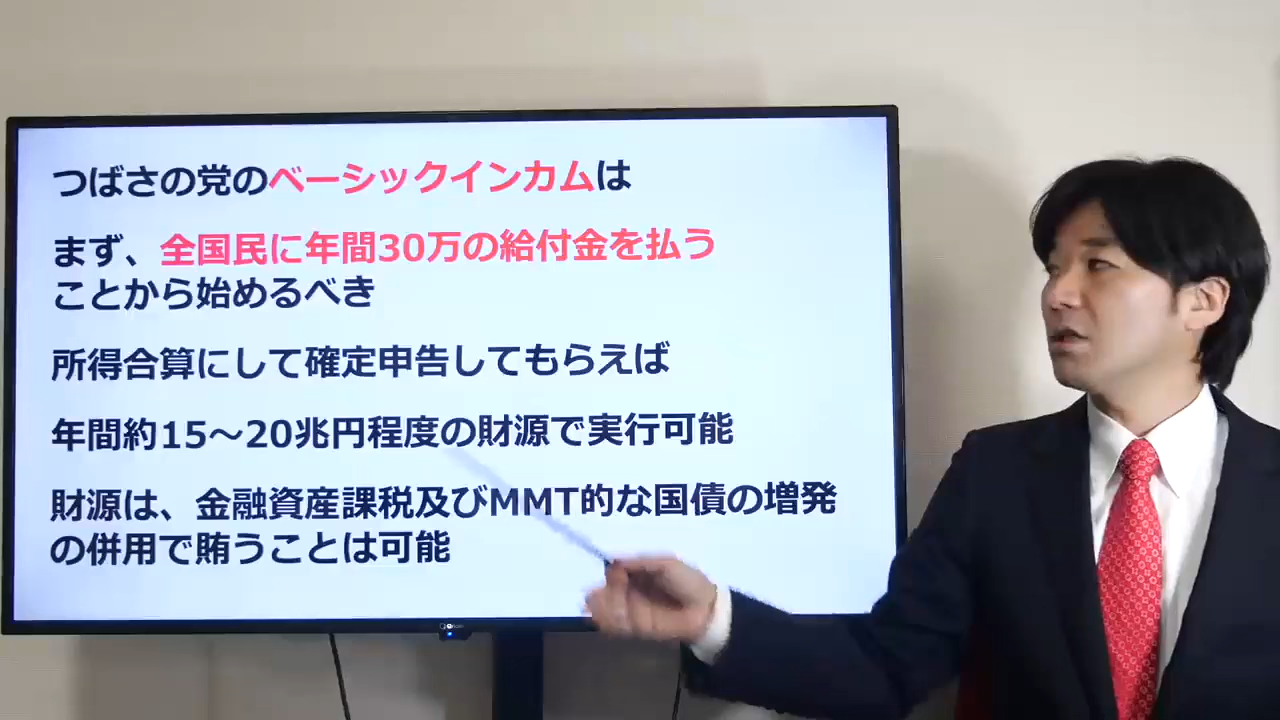 つばさの党のベーシックインカムは
まず、全国民に年間30万の給付金を払う
ことから始めるべき
所得合算にして確定申告してもらえば
年間約15～20兆円程度の財源で実行可能
財源は、金融資産課税及びMMT的な国債の増発
の併用で賄うことは可能